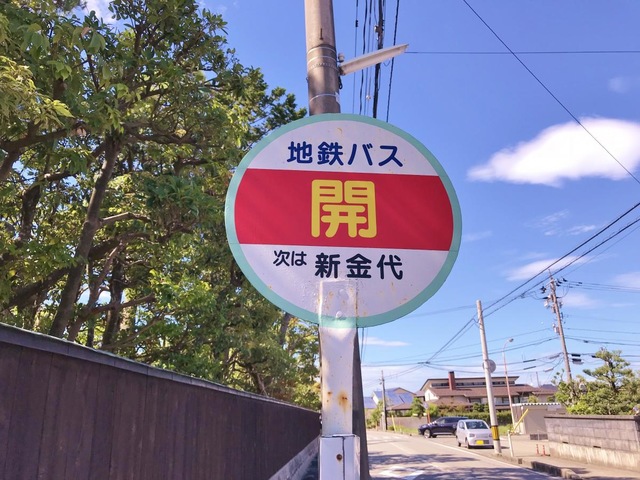 地鉄バス
開
次は 新金代